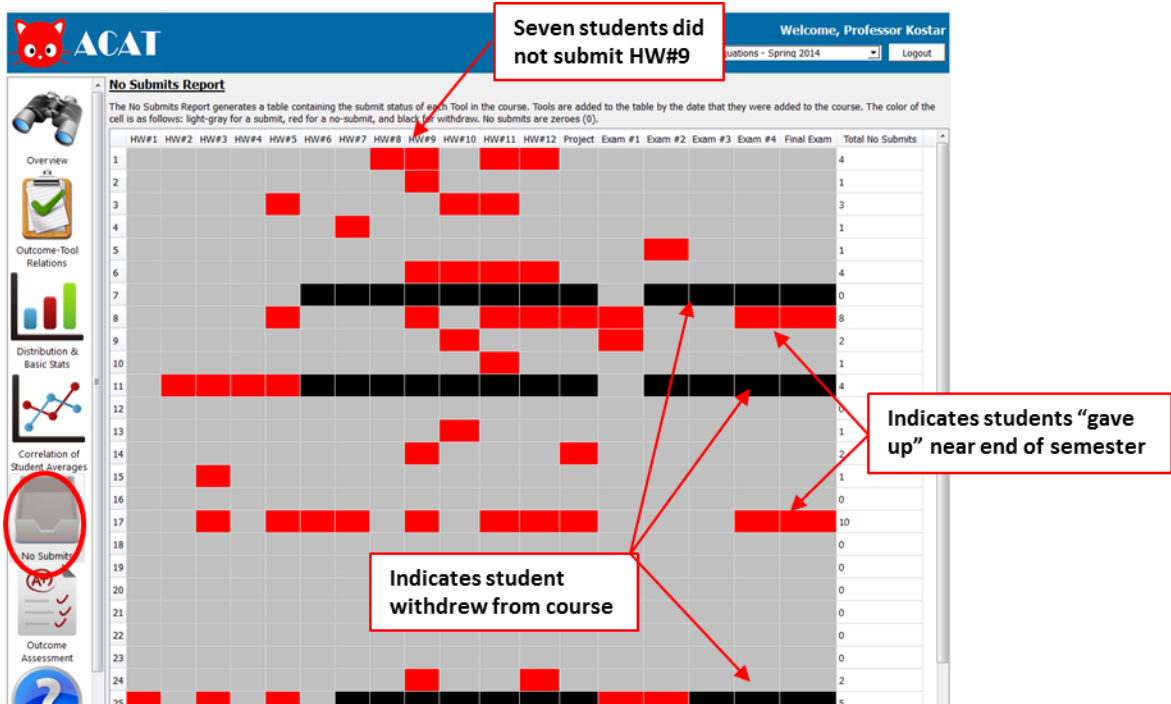 Seven students did
not submit HW#9
ACAT
Welcome, Professor Kostar
uations - Spring 2014
Logout
No Submits Report
The No Submits Report generates a table containing the submit status of each Tool in the course. Tools are added to the table by the date that they were added to the course. The color of the
cell is as follows: light-gray for a submit, red for a no-submit, and black for withdraw. No submits are zeroes (0).
HW#1 HW#2 HW#3 HW#4 HW#5 HW#6 HW#7 HW#8 HW#9 HW#10 HW#11 HW#12 Project Exam #1 Exam #2 Exam #3 Exam #4 Final Exam Total No Submits
1 4
2 1
3 3
4 1
5 1
6 4
7 0
8 8
9 2
10 1
11 4
12 0
13 1
14 2
15 1
16 0
17 10
18 0
19 0
20 0
21 0
22 0
23 0
24 2
25 5
Overview
Outcome-Tool
Relations
Distribution &
Basic Stats
Correlation of
Student Averages
No Submits
A+
Outcome
Assessment
?
Indicates students “gave
up” near end of semester
Indicates student
withdrew from course